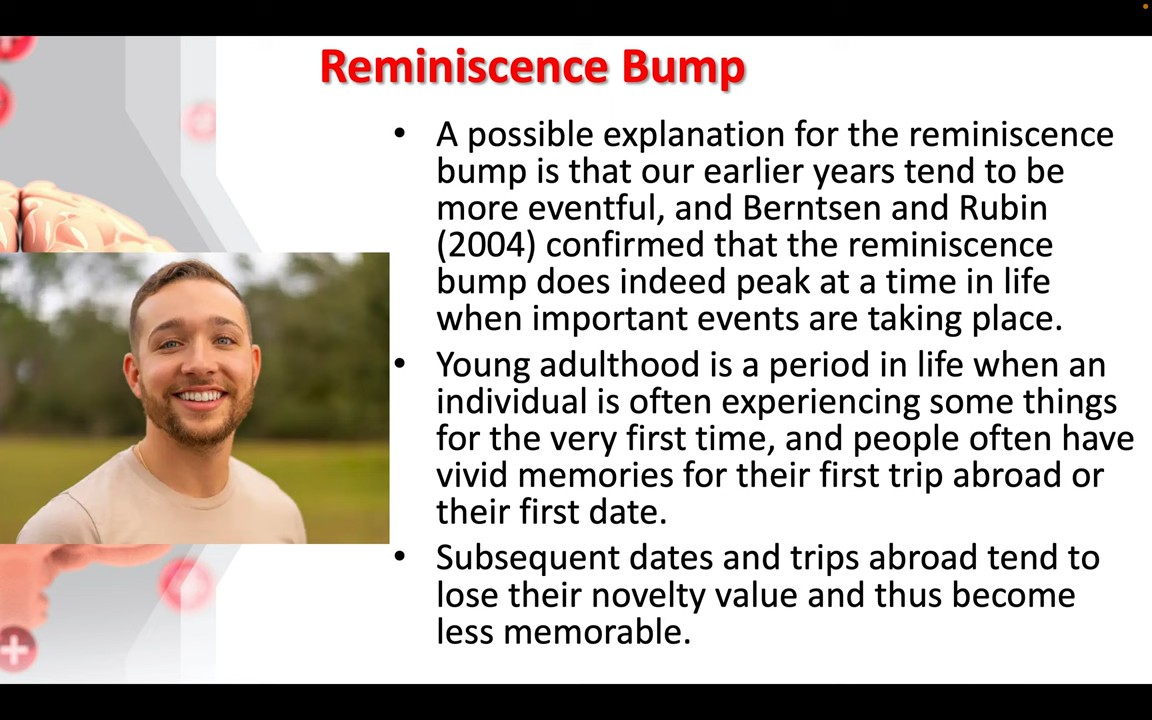 Reminiscence Bump
• A possible explanation for the reminiscence
bump is that our earlier years tend to be
more eventful, and Berntsen and Rubin
(2004) confirmed that the reminiscence
bump does indeed peak at a time in life
when important events are taking place.
• Young adulthood is a period in life when an
individual is often experiencing some things
for the very first time, and people often have
vivid memories for their first trip abroad or
their first date.
• Subsequent dates and trips abroad tend to
lose their novelty value and thus become
less memorable.